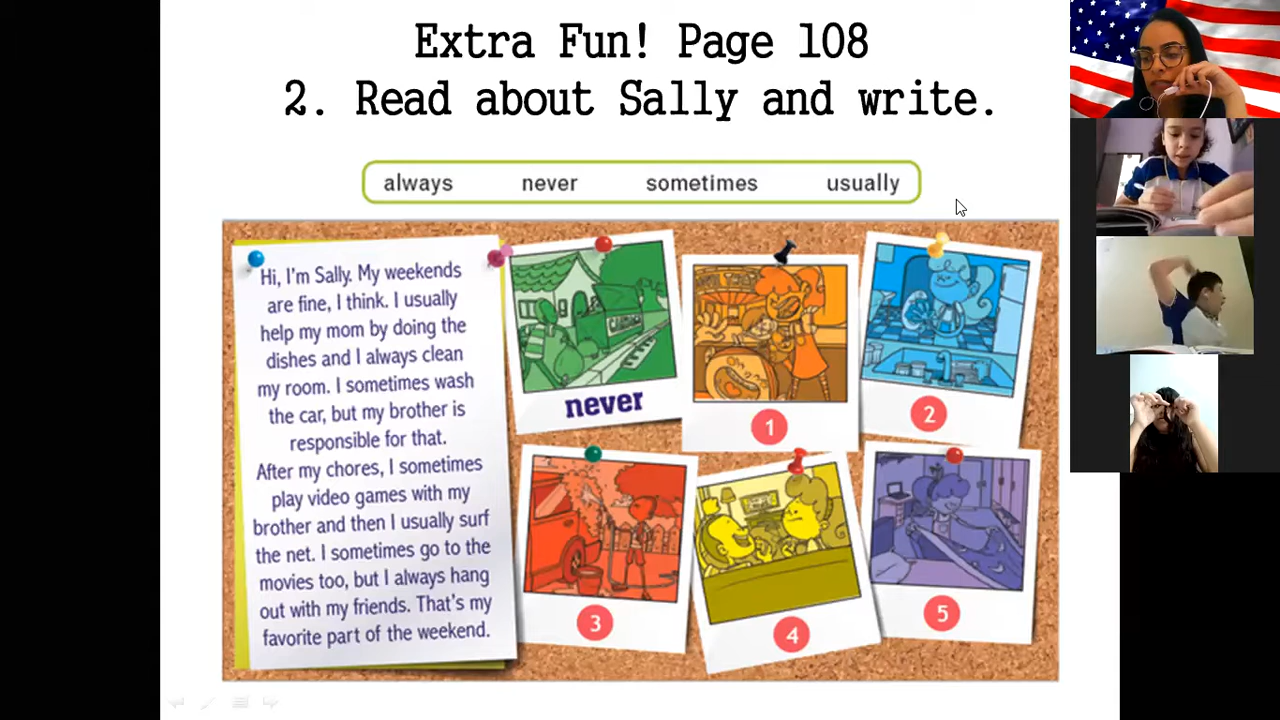 Extra Fun! Page 108
2. Read about Sally and write.
always never sometimes usually
Hi, I'm Sally. My weekends
are fine, I think. I usually
help my mom by doing the
dishes and I always clean
my room. I sometimes wash
the car, but my brother is
responsible for that.
After my chores, I sometimes
play video games with my
brother and then I usually surf
the net. I sometimes go to the
movies too, but I always hang
out with my friends. That's my
favorite part of the weekend.
never
1
2
3
4
5